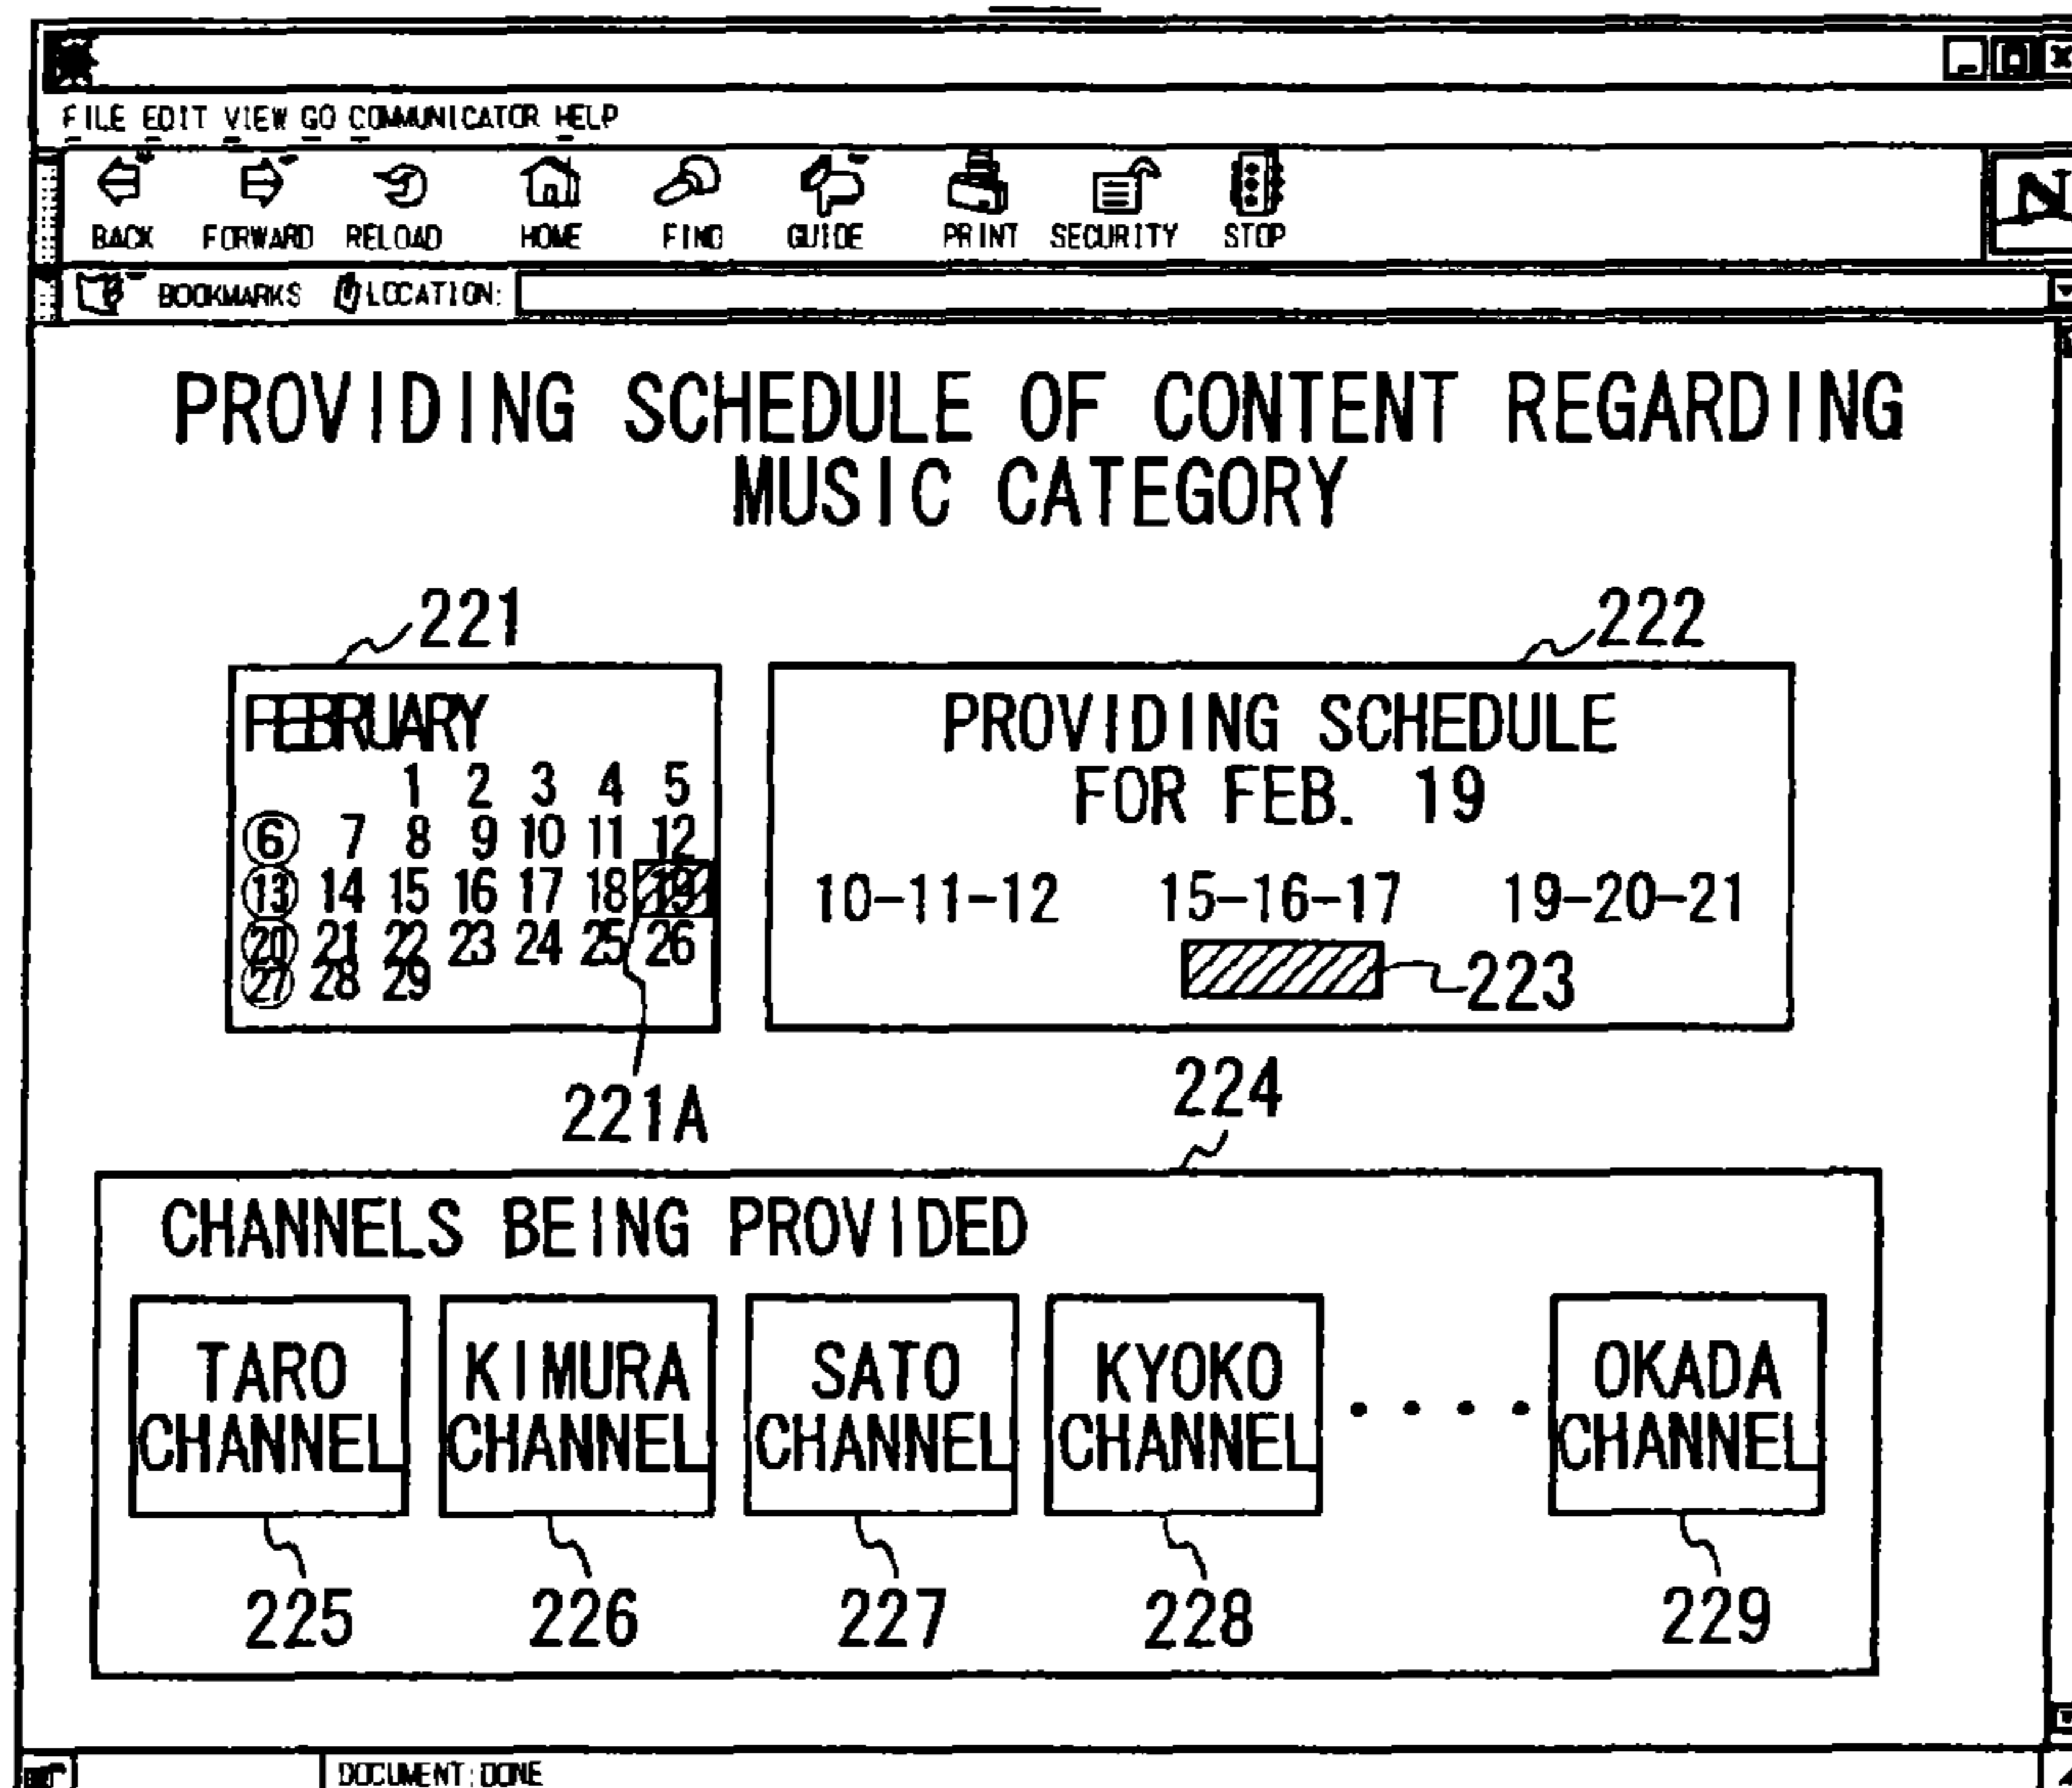 FILE EDIT VIEW GO COMMUNICATOR HELP
BACK FORWARD RELOAD HOME FIND GUIDE PRINT SECURITY STOP
N
BOOKMARKS LOCATION:
PROVIDING SCHEDULE OF CONTENT REGARDING
MUSIC CATEGORY
221
222
FEBRUARY
1 2 3 4 5
6 7 8 9 10 11 12
13 14 15 16 17 18 19
20 21 22 23 24 25 26
27 28 29
PROVIDING SCHEDULE
FOR FEB. 19
10-11-12 15-16-17 19-20-21
223
221A
224
CHANNELS BEING PROVIDED
TARO
CHANNEL
KIMURA
CHANNEL
SATO
CHANNEL
KYOKO
CHANNEL
....
OKADA
CHANNEL
225 226 227 228 229
DOCUMENT:DONE